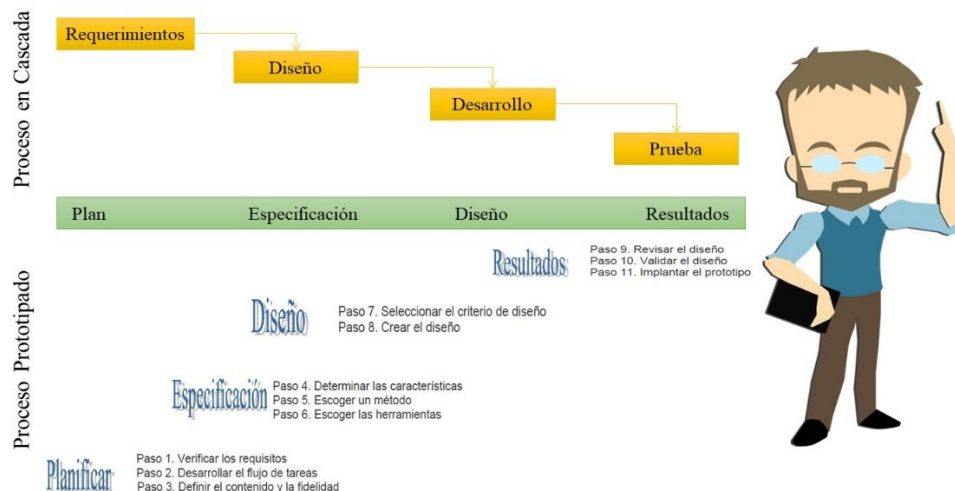 Proceso en Cascada
Requerimientos
Diseño
Desarrollo
Prueba
Plan Especificación Diseño Resultados
Proceso Prototipado
Resultados
Paso 9. Revisar el diseño
Paso 10. Validar el diseño
Paso 11. Implantar el prototipo
Diseño
Paso 7. Seleccionar el criterio de diseño
Paso 8. Crear el diseño
Especificación
Paso 4. Determinar las características
Paso 5. Escoger un método
Paso 6. Escoger las herramientas
Planificar
Paso 1. Verificar los requisitos
Paso 2. Desarrollar el flujo de tareas
Paso 3. Definir el contenido y la fidelidad